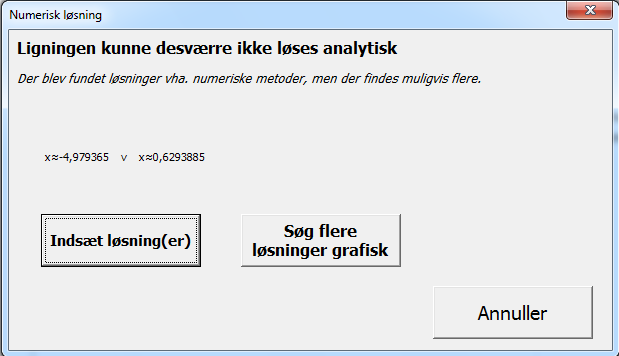 Numerisk løsning
Ligningen kunne desværre ikke løses analytisk
Der blev fundet løsninger vha. numeriske metoder, men der findes muligvis flere.
x≈-4,979365 v x≈0,6293885
Indsæt løsning(er)
Søg flere
løsninger grafisk
Annuller